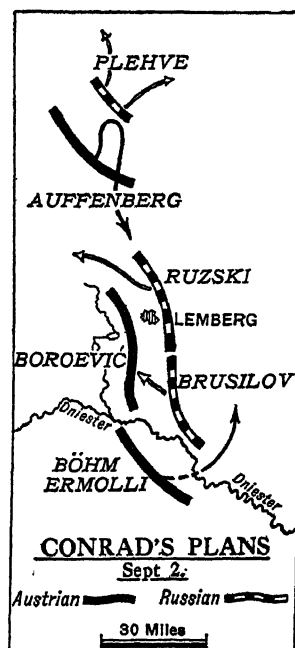 PLEHVE
AUFFENBERG
RUZSKI
LEMBERG
BOROEVIĆ
BRUSILOV
Dniester
BÖHM
ERMOLLI
Dniester
CONRAD'S PLANS
Sept 2.
Austrian Russian
30 Miles